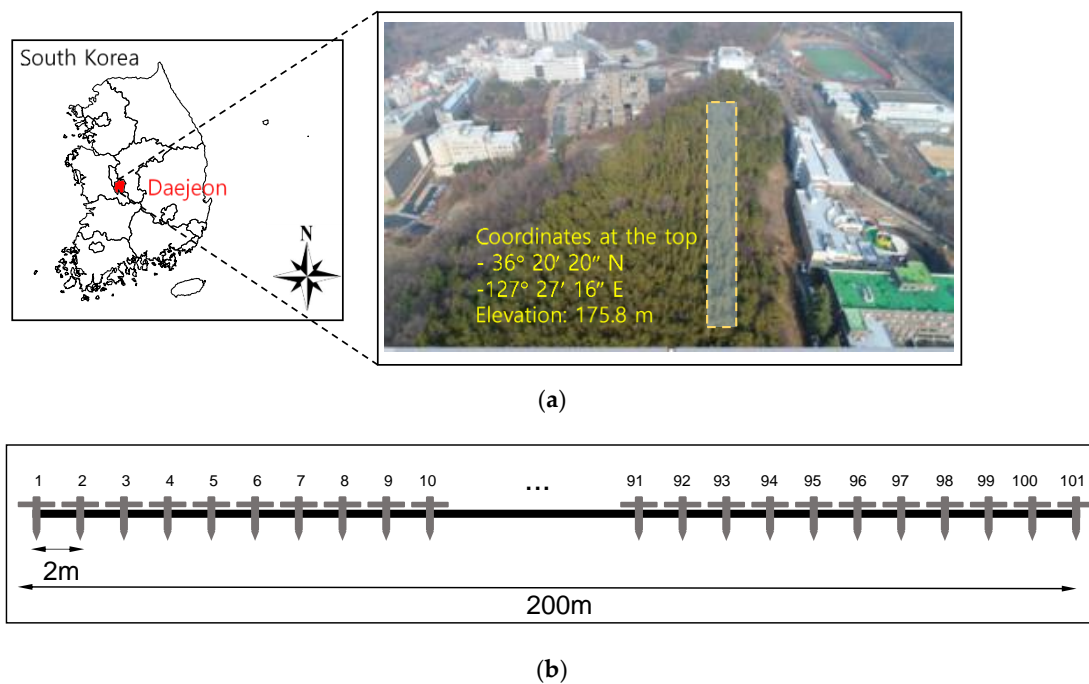 South Korea
Daejeon
N
Coordinates at the top
- 36° 20’ 20” N
-127° 27’ 16” E
Elevation: 175.8 m
(a)
1 2 3 4 5 6 7 8 9 10 ... 91 92 93 94 95 96 97 98 99 100 101
2m
200m
(b)